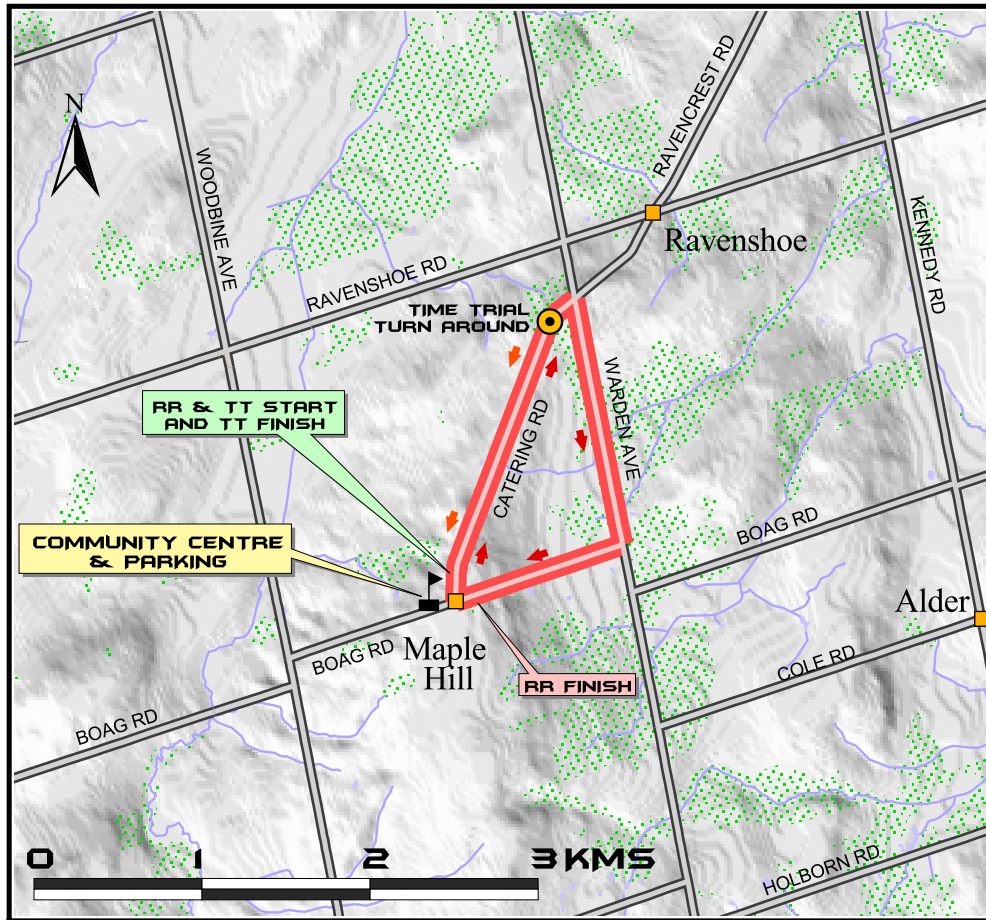 N
WOODBINE AVE
RAVENCREST RD
Ravenshoe
KENNEDY RD
RAVENSHOE RD
TIME TRIAL
TURN AROUND
WARDEN AVE
RR & TT START
AND TT FINISH
CATERING RD
BOAG RD
COMMUNITY CENTRE
& PARKING
Alder
Maple
Hill
BOAG RD
COLE RD
RR FINISH
BOAG RD
0 1 2 3 KMS
HOLBORN RD